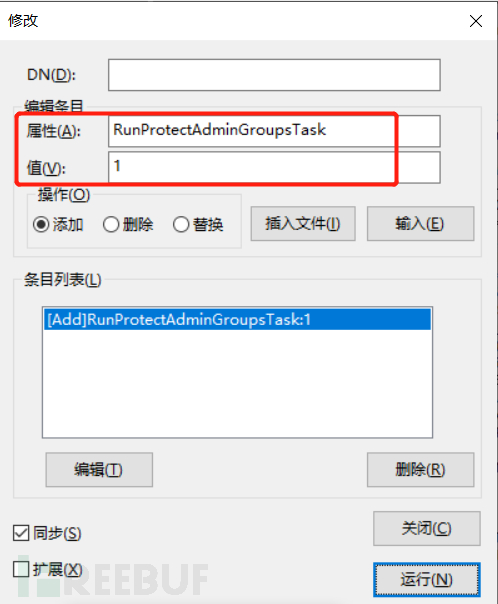 修改
DN(D):
编辑条目
属性(A): RunProtectAdminGroupsTask
值(V): 1
操作(O)
添加 删除 替换 插入文件(I) 输入(E)
条目列表(L)
[Add]RunProtectAdminGroupsTask:1
编辑(T) 删除(R)
同步(S) 关闭(C)
扩展(X) 运行(N)
REEBUF